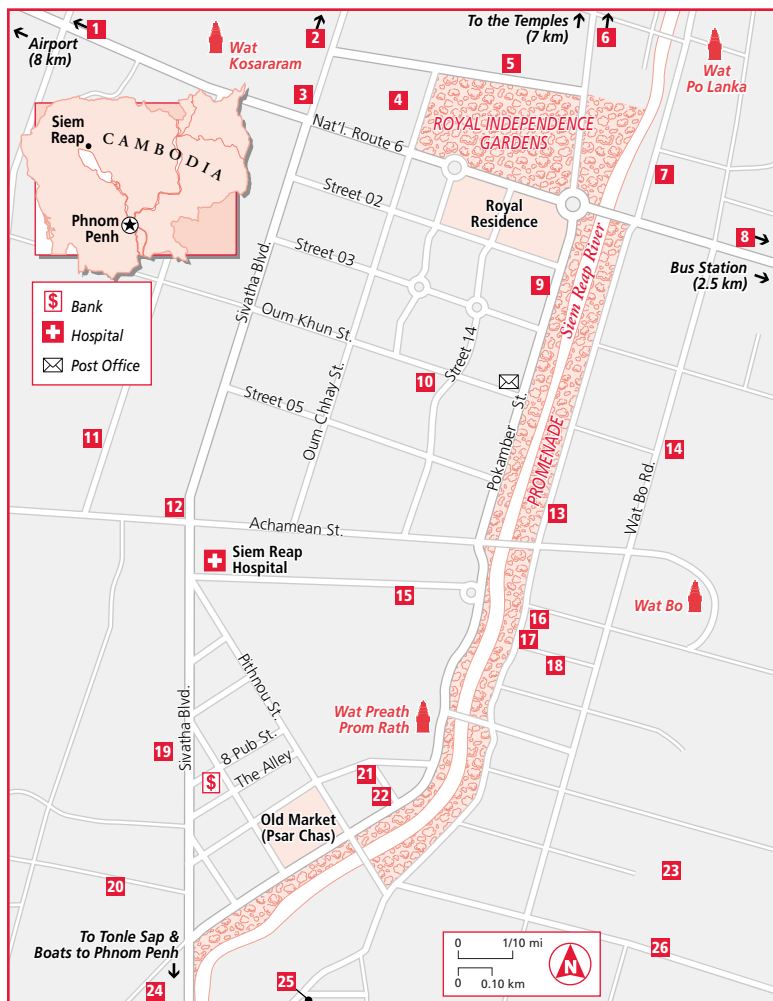 1
Airport
(8 km)
Wat
Kosararam
2
To the Temples
(7 km)
6
Wat
Po Lanka
5
3
4
Nat'l. Route 6
ROYAL INDEPENDENCE
GARDENS
Siem
Reap
CAMBODIA
Phnom
Penh
Street 02
Royal
Residence
7
8
Bus Station
(2.5 km)
Sivatha Blvd.
Street 03
9
Siem Reap River
$ Bank
Hospital
Post Office
Oum Khun St.
Street 14
10
Street 05
Oum Chhay St.
Pokamber St.
PROMENADE
11
14
Wat Bo Rd.
12
13
Achamean St.
Siem Reap
Hospital
15
Wat Bo
16
17
18
Pithnou St.
Wat Preath
Prom Rath
Sivatha Blvd.
19
8 Pub St.
$
The Alley
21
22
Old Market
(Psar Chas)
20
23
To Tonle Sap &
Boats to Phnom Penh
24
25
26
0 1/10 mi
0 0.10 km
N